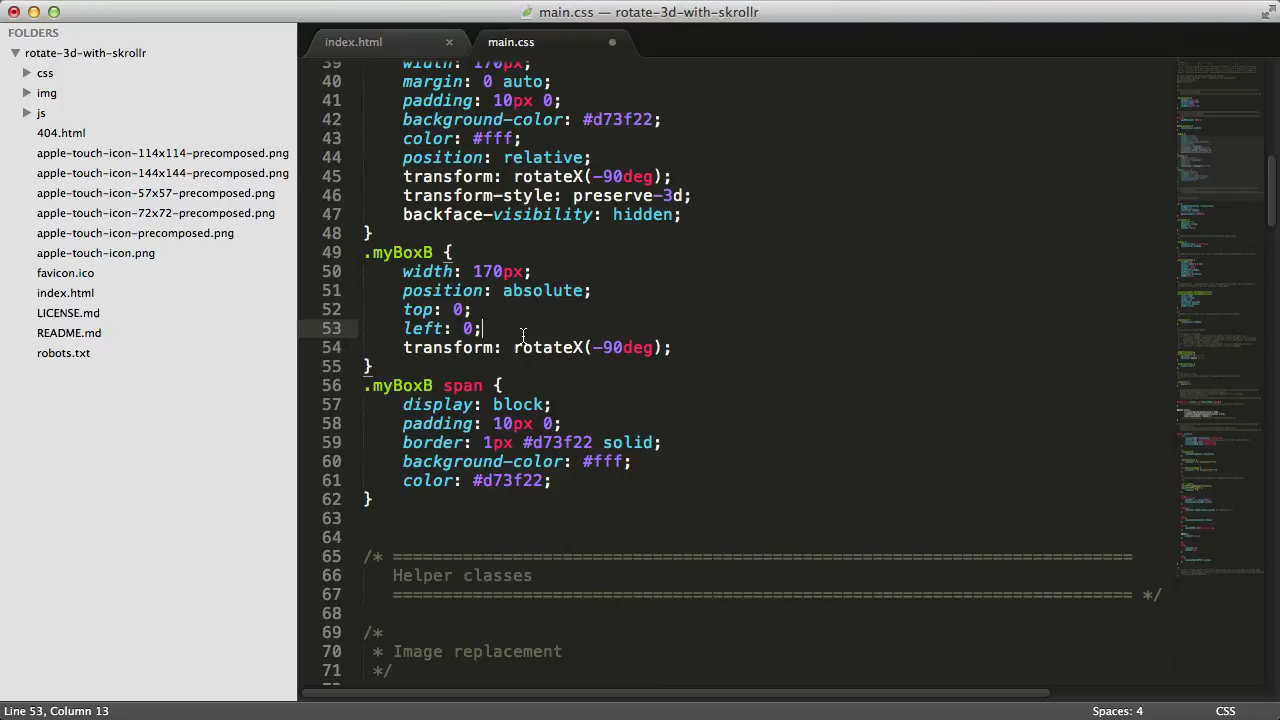 main.css — rotate-3d-with-skrollr
FOLDERS
rotate-3d-with-skrollr
css
img
js
404.html
apple-touch-icon-114x114-precomposed.png
apple-touch-icon-144x144-precomposed.png
apple-touch-icon-57x57-precomposed.png
apple-touch-icon-72x72-precomposed.png
apple-touch-icon-precomposed.png
apple-touch-icon.png
favicon.ico
index.html
LICENSE.md
README.md
robots.txt
index.html × main.css
39 width: 170px;
40 margin: 0 auto;
41 padding: 10px 0;
42 background-color: #d73f22;
43 color: #fff;
44 position: relative;
45 transform: rotateX(-90deg);
46 transform-style: preserve-3d;
47 backface-visibility: hidden;
48 }
49 .myBoxB {
50 width: 170px;
51 position: absolute;
52 top: 0;
53 left: 0;
54 transform: rotateX(-90deg);
55 }
56 .myBoxB span {
57 display: block;
58 padding: 10px 0;
59 border: 1px #d73f22 solid;
60 background-color: #fff;
61 color: #d73f22;
62 }
63
64
65 /* ==========================================================================
66 Helper classes
67 ========================================================================== */
68
69 /*
70 * Image replacement
71 */
Line 53, Column 13
Spaces: 4
CSS